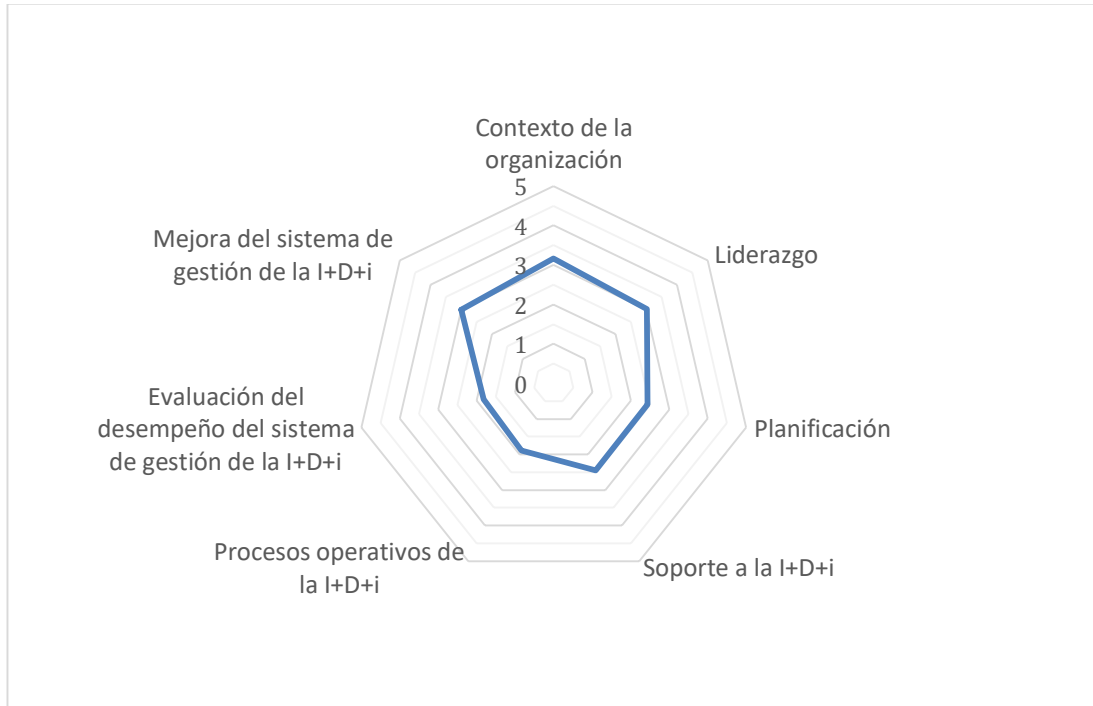 Contexto de la
organización
5
4
3
2
1
0
Liderazgo
Planificación
Soporte a la I+D+i
Procesos operativos de
la I+D+i
Evaluación del
desempeño del sistema
de gestión de la I+D+i
Mejora del sistema de
gestión de la I+D+i